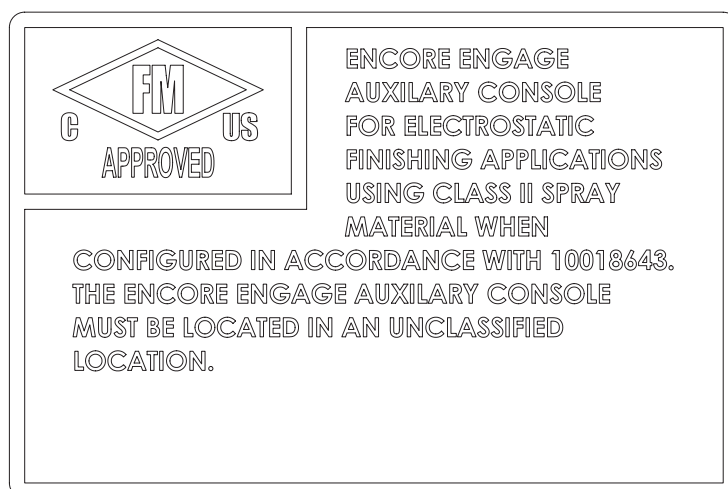 FM
C US
APPROVED
ENCORE ENGAGE
AUXILARY CONSOLE
FOR ELECTROSTATIC
FINISHING APPLICATIONS
USING CLASS II SPRAY
MATERIAL WHEN
CONFIGURED IN ACCORDANCE WITH 10018643.
THE ENCORE ENGAGE AUXILARY CONSOLE
MUST BE LOCATED IN AN UNCLASSIFIED
LOCATION.